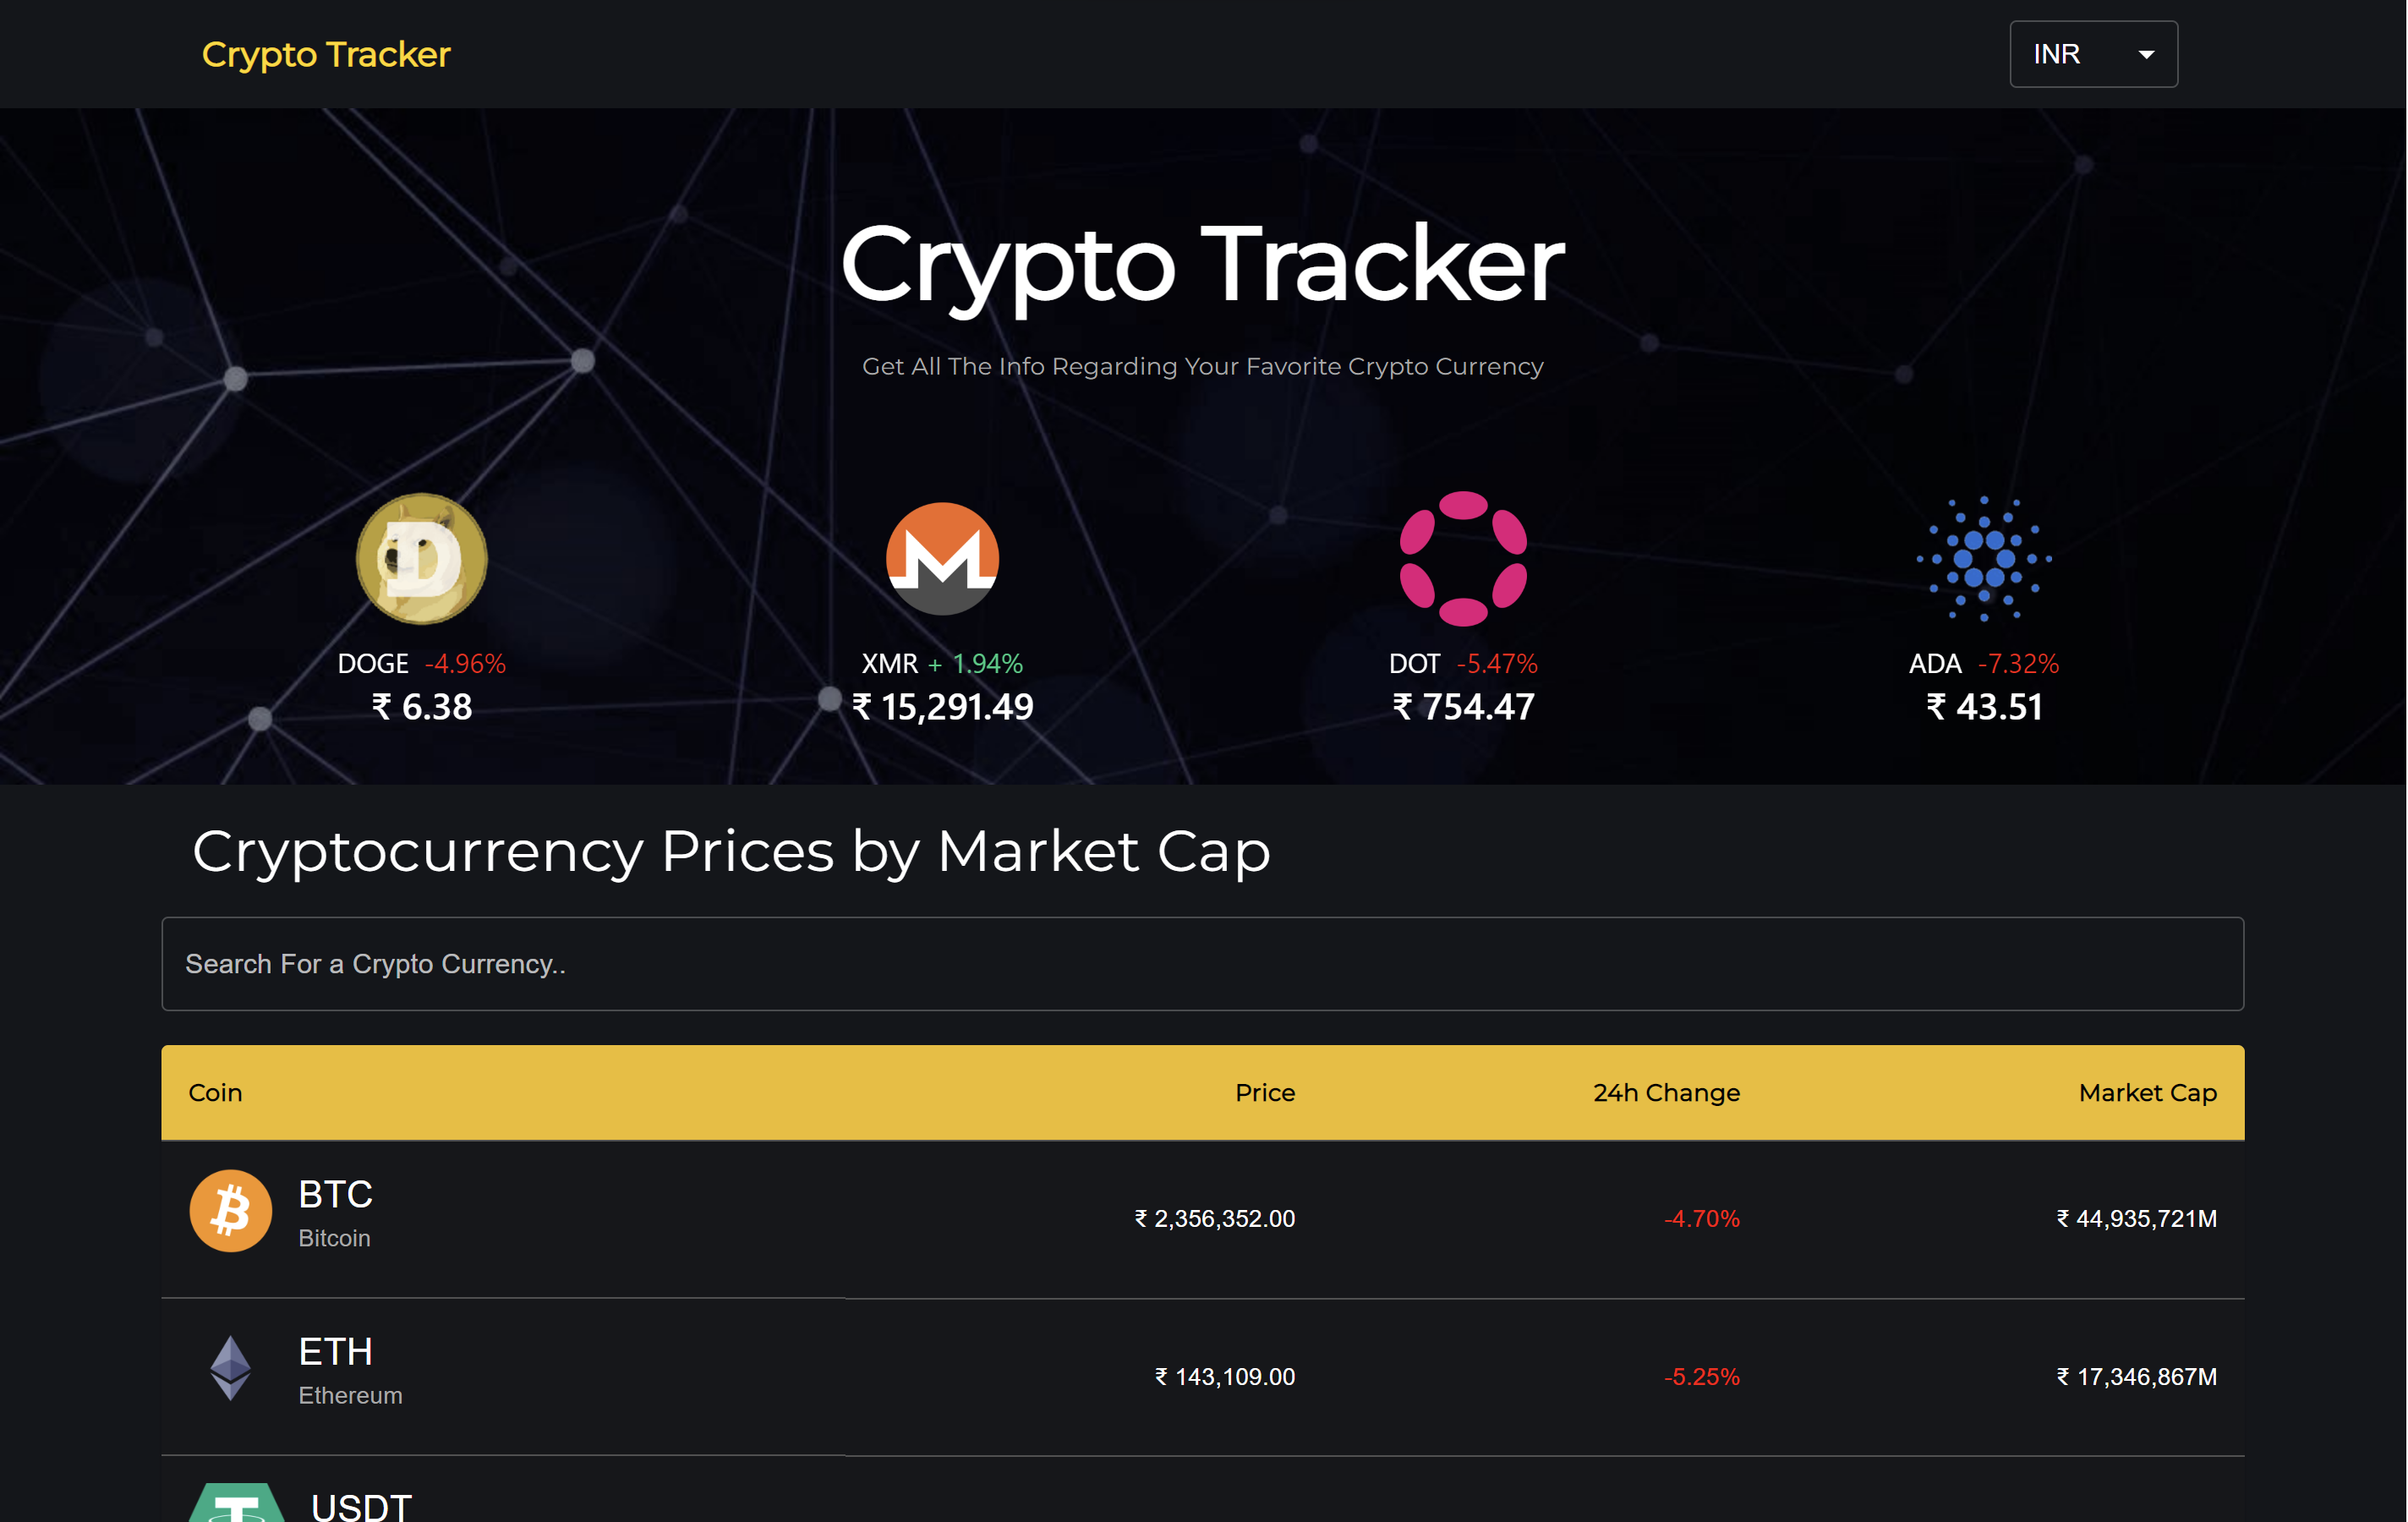 Crypto Tracker
INR
Crypto Tracker
Get All The Info Regarding Your Favorite Crypto Currency
D
DOGE -4.96%
₹ 6.38
XMR + 1.94%
₹ 15,291.49
DOT -5.47%
₹ 754.47
ADA -7.32%
₹ 43.51
Cryptocurrency Prices by Market Cap
Search For a Crypto Currency..
Coin Price 24h Change Market Cap
BTC
Bitcoin
₹ 2,356,352.00 -4.70% ₹ 44,935,721M
ETH
Ethereum
₹ 143,109.00 -5.25% ₹ 17,346,867M
USDT